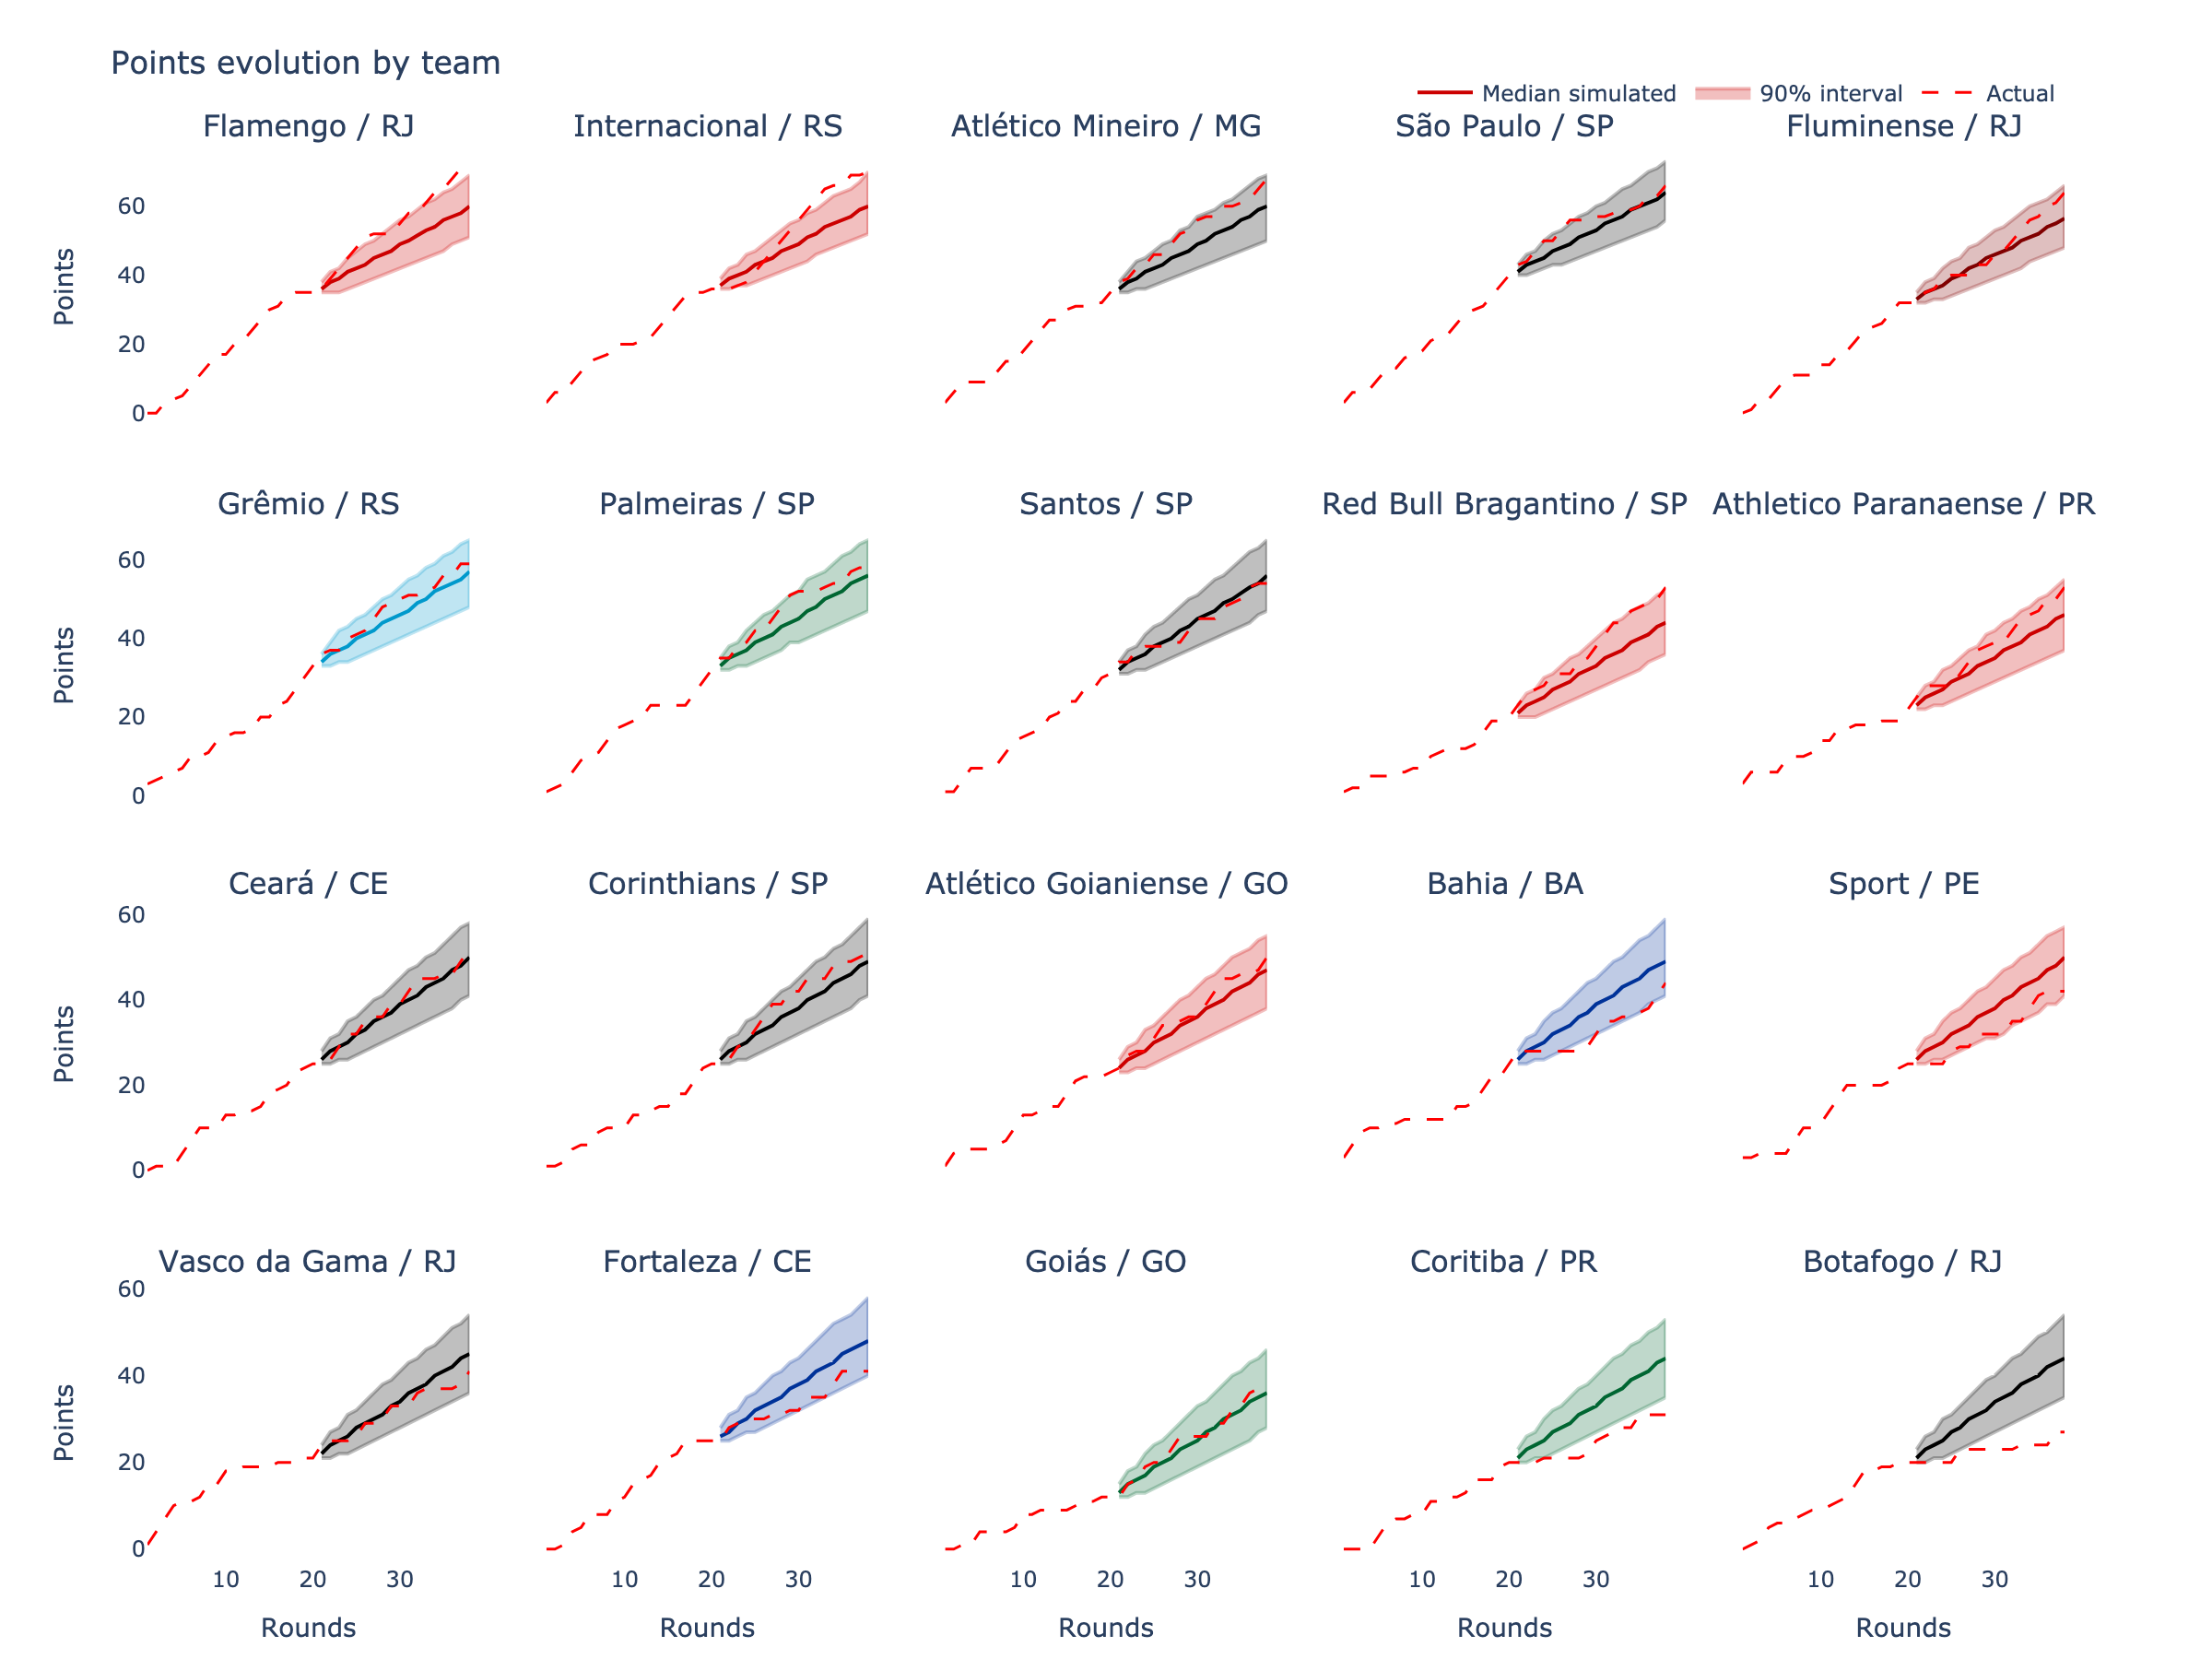 Points evolution by team
Median simulated 90% interval Actual
Flamengo / RJ Internacional / RS Atlético Mineiro / MG São Paulo / SP Fluminense / RJ
60
40
20
0
Points
Grêmio / RS Palmeiras / SP Santos / SP Red Bull Bragantino / SP Athletico Paranaense / PR
60
40
20
0
Points
Ceará / CE Corinthians / SP Atlético Goianiense / GO Bahia / BA Sport / PE
60
40
20
0
Points
Vasco da Gama / RJ Fortaleza / CE Goiás / GO Coritiba / PR Botafogo / RJ
60
40
20
0
Points
10 20 30 10 20 30 10 20 30 10 20 30 10 20 30
Rounds Rounds Rounds Rounds Rounds